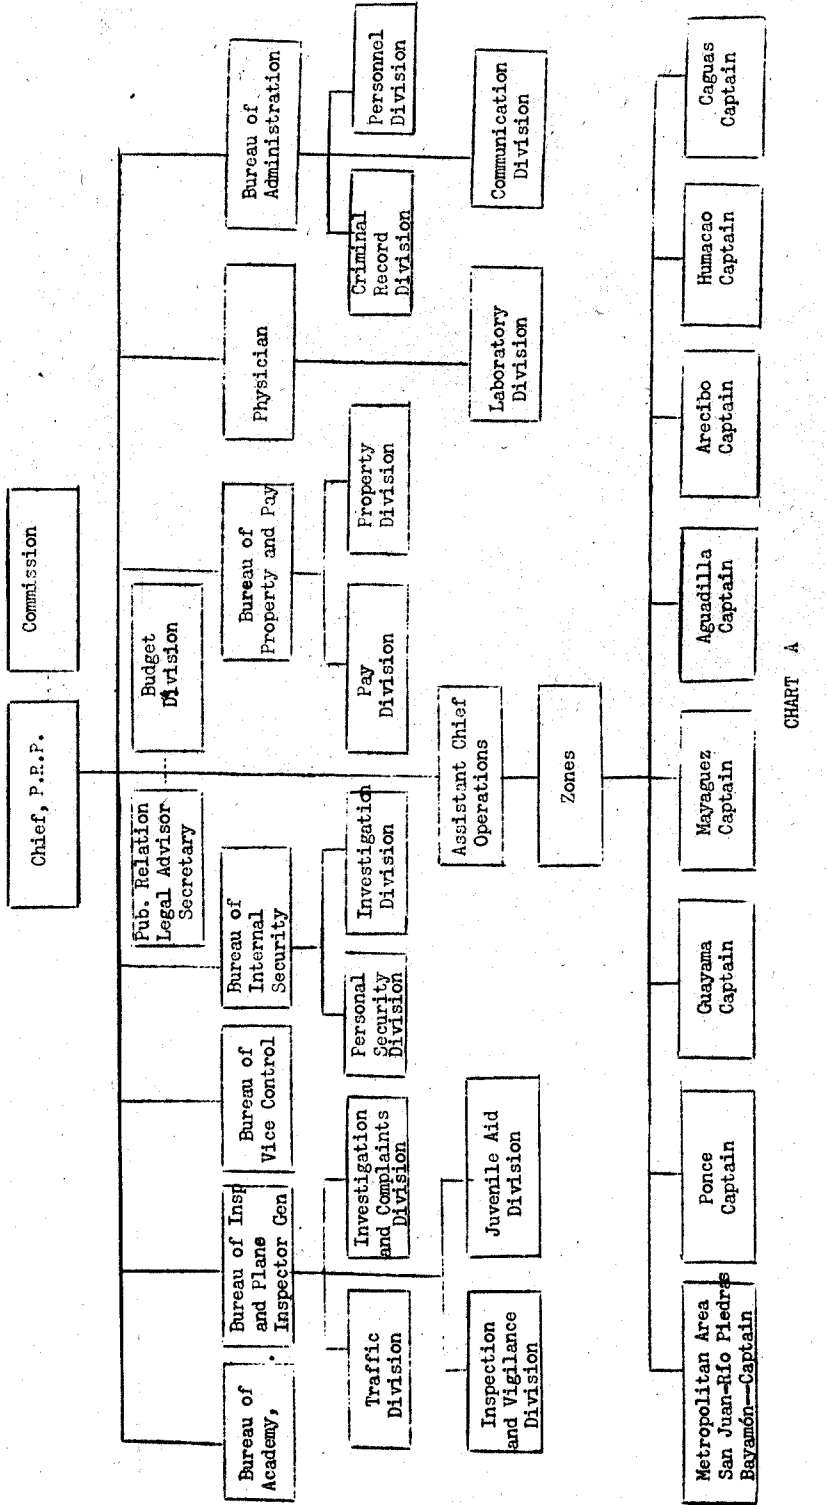 Commission
Chief, P.R.P.
Pub. Relation
Legal Advisor
Secretary
Budget
Division
Bureau of
Academy,
Bureau of Insp
and Plane
Inspector Gen
Bureau of
Vice Control
Bureau of
Internal
Security
Bureau of
Property and Pay
Physician
Bureau of
Administration
Traffic
Division
Investigation
and Complaints
Division
Personal
Security
Division
Investigation
Division
Pay
Division
Property
Division
Criminal
Record
Division
Personnel
Division
Inspection
and Vigilance
Division
Juvenile Aid
Division
Assistant Chief
Operations
Laboratory
Division
Communication
Division
Zones
Metropolitan Area
San Juan-Río Piedras
Bayamón--Captain
Ponce
Captain
Guayama
Captain
Mayaguez
Captain
Aguadilla
Captain
Arecibo
Captain
Humacao
Captain
Caguas
Captain
CHART A